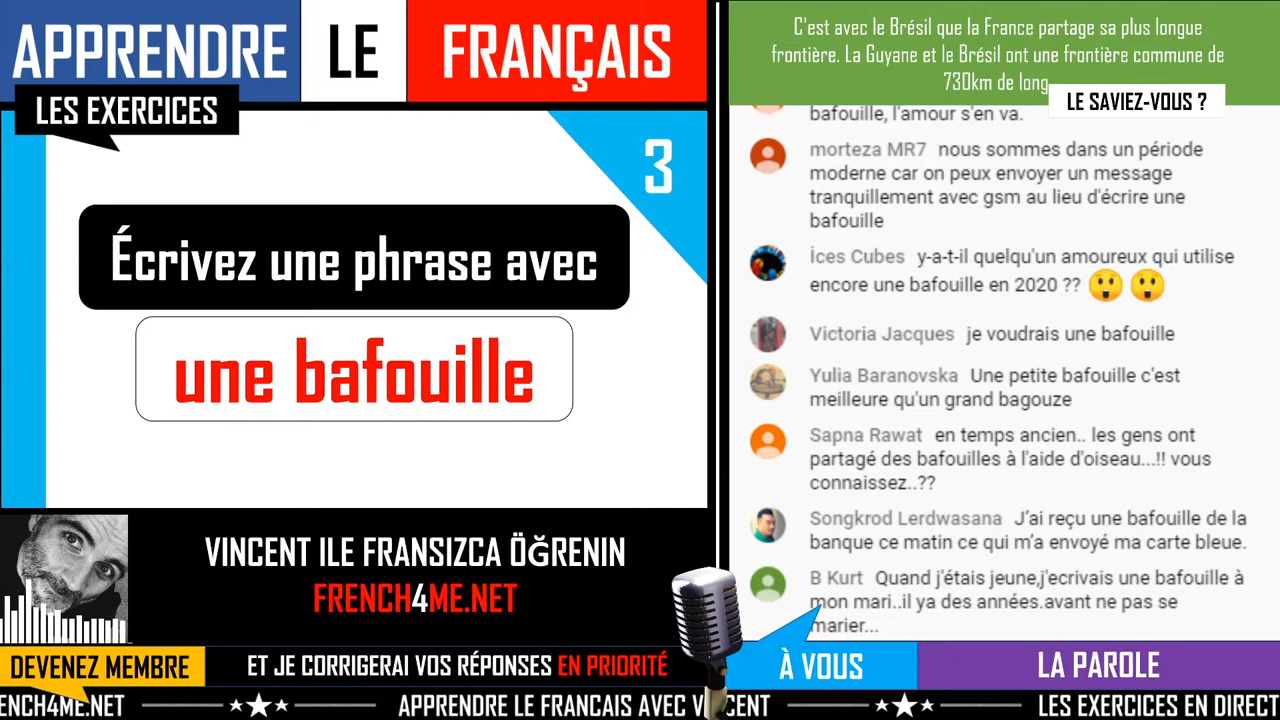 APPRENDRE LE FRANÇAIS
LES EXERCICES
3
Écrivez une phrase avec
une bafouille
VINCENT ILE FRANSIZCA ÖĞRENIN
FRENCH4ME.NET
DEVENEZ MEMBRE
ET JE CORRIGERAI VOS RÉPONSES EN PRIORITÉ
C'est avec le Brésil que la France partage sa plus longue
frontière. La Guyane et le Brésil ont une frontière commune de
730km de long
LE SAVIEZ-VOUS ?
bafouille, l'amour s'en va.
morteza MR7 nous sommes dans un période
moderne car on peux envoyer un message
tranquillement avec gsm au lieu d'écrire une
bafouille
İces Cubes y-a-t-il quelqu'un amoureux qui utilise
encore une bafouille en 2020 ?? 😲 😲
Victoria Jacques je voudrais une bafouille
Yulia Baranovska Une petite bafouille c'est
meilleure qu'un grand bagouze
Sapna Rawat en temps ancien.. les gens ont
partagé des bafouilles à l'aide d'oiseau...!! vous
connaissez..??
Songkrod Lerdwasana J'ai reçu une bafouille de la
banque ce matin ce qui m'a envoyé ma carte bleue.
B Kurt Quand j'étais jeune,j'ecrivais une bafouille à
mon mari..il ya des années.avant ne pas se
marier...
À VOUS
LA PAROLE
ENCH4ME.NET
APPRENDRE LE FRANCAIS AVEC VINCENT
LES EXERCICES EN DIRECT